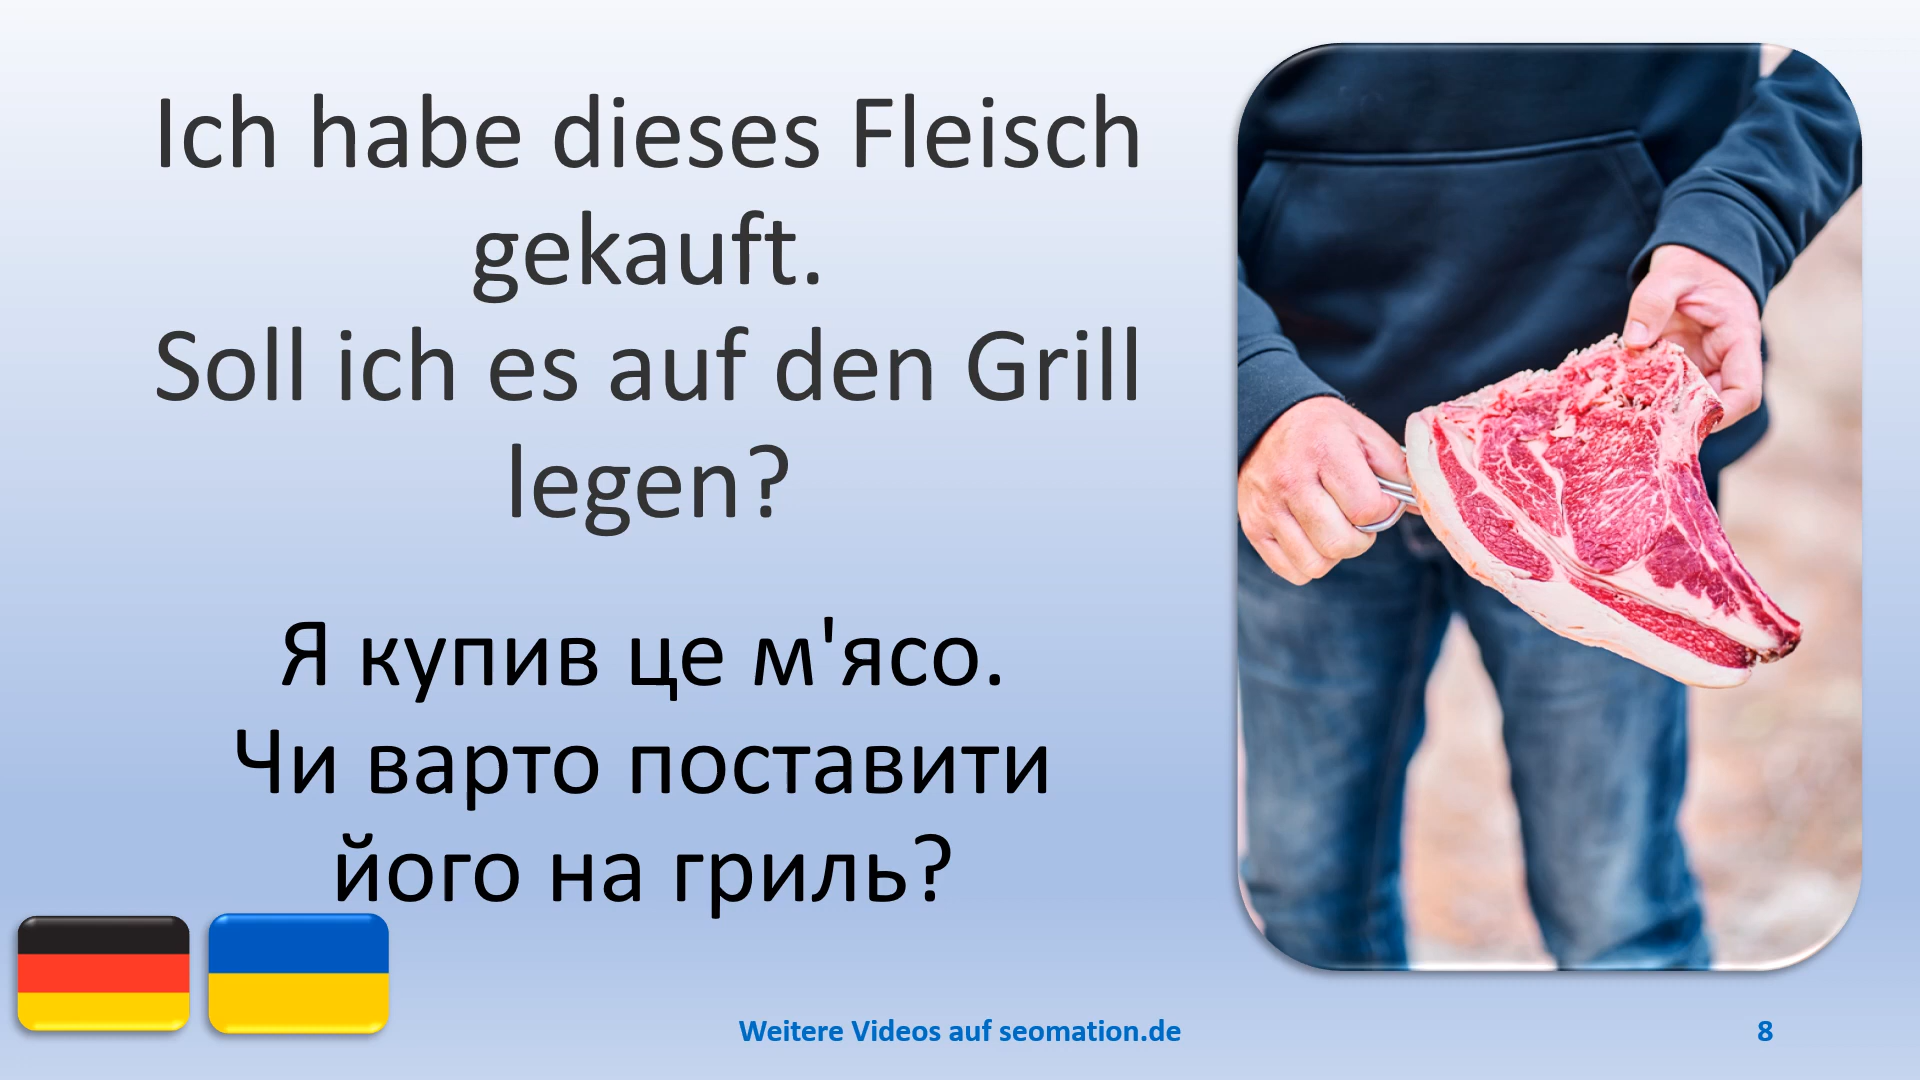 Ich habe dieses Fleisch
gekauft.
Soll ich es auf den Grill
legen?
Я купив це м'ясо.
Чи варто поставити
його на гриль?
Weitere Videos auf seomation.de
8